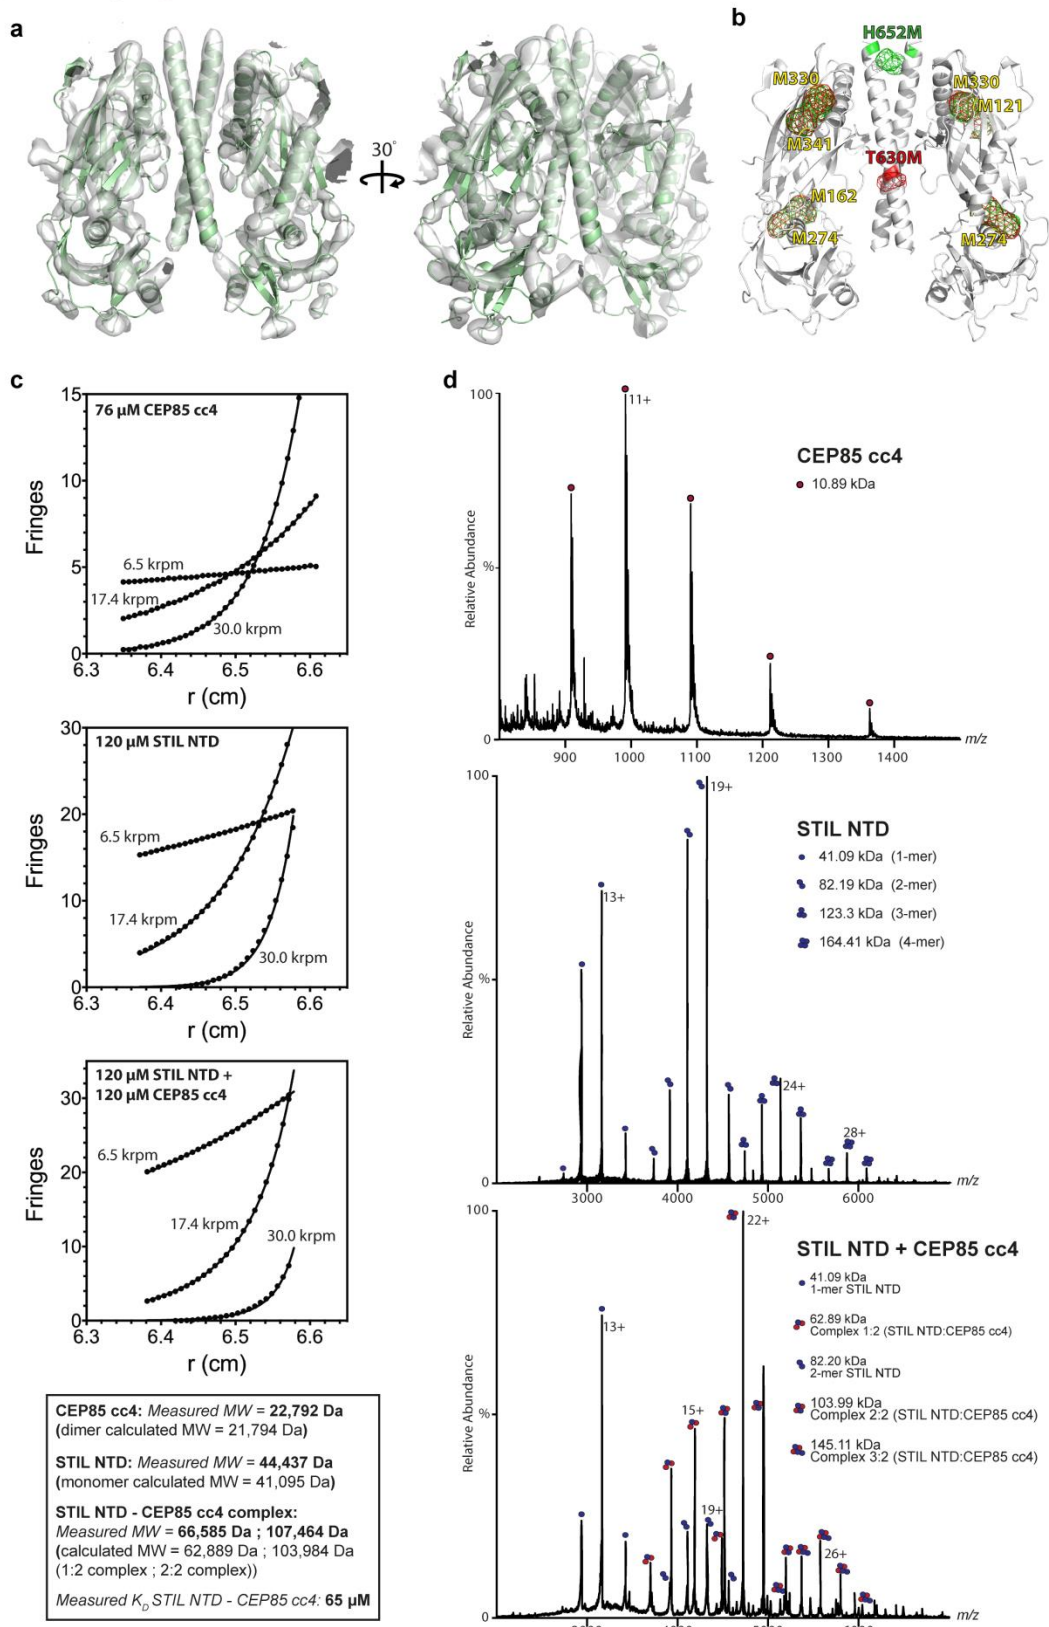 a
30°
b
H652M
M330
M341
M330
M121
T630M
M162
M274
M274
c
15
10
5
0
Fringes
76 µM CEP85 cc4
6.5 krpm
17.4 krpm
30.0 krpm
6.3 6.4 6.5 6.6
r (cm)
30
20
10
0
Fringes
120 µM STIL NTD
6.5 krpm
17.4 krpm
30.0 krpm
6.3 6.4 6.5 6.6
r (cm)
30
20
10
0
Fringes
120 µM STIL NTD +
120 µM CEP85 cc4
6.5 krpm
17.4 krpm
30.0 krpm
6.3 6.4 6.5 6.6
r (cm)
CEP85 cc4: Measured MW = 22,792 Da
(dimer calculated MW = 21,794 Da)
STIL NTD: Measured MW = 44,437 Da
(monomer calculated MW = 41,095 Da)
STIL NTD - CEP85 cc4 complex:
Measured MW = 66,585 Da ; 107,464 Da
(calculated MW = 62,889 Da ; 103,984 Da
(1:2 complex ; 2:2 complex))
Measured KD STIL NTD - CEP85 cc4: 65 µM
d
100
%
0
Relative Abundance
11+
CEP85 cc4
10.89 kDa
900 1000 1100 1200 1300 1400 m/z
100
%
0
Relative Abundance
13+
19+
24+
28+
STIL NTD
41.09 kDa (1-mer)
82.19 kDa (2-mer)
123.3 kDa (3-mer)
164.41 kDa (4-mer)
3000 4000 5000 6000 m/z
100
%
0
Relative Abundance
13+
15+
19+
22+
26+
STIL NTD + CEP85 cc4
41.09 kDa
1-mer STIL NTD
62.89 kDa
Complex 1:2 (STIL NTD:CEP85 cc4)
82.20 kDa
2-mer STIL NTD
103.99 kDa
Complex 2:2 (STIL NTD:CEP85 cc4)
145.11 kDa
Complex 3:2 (STIL NTD:CEP85 cc4)
m/z